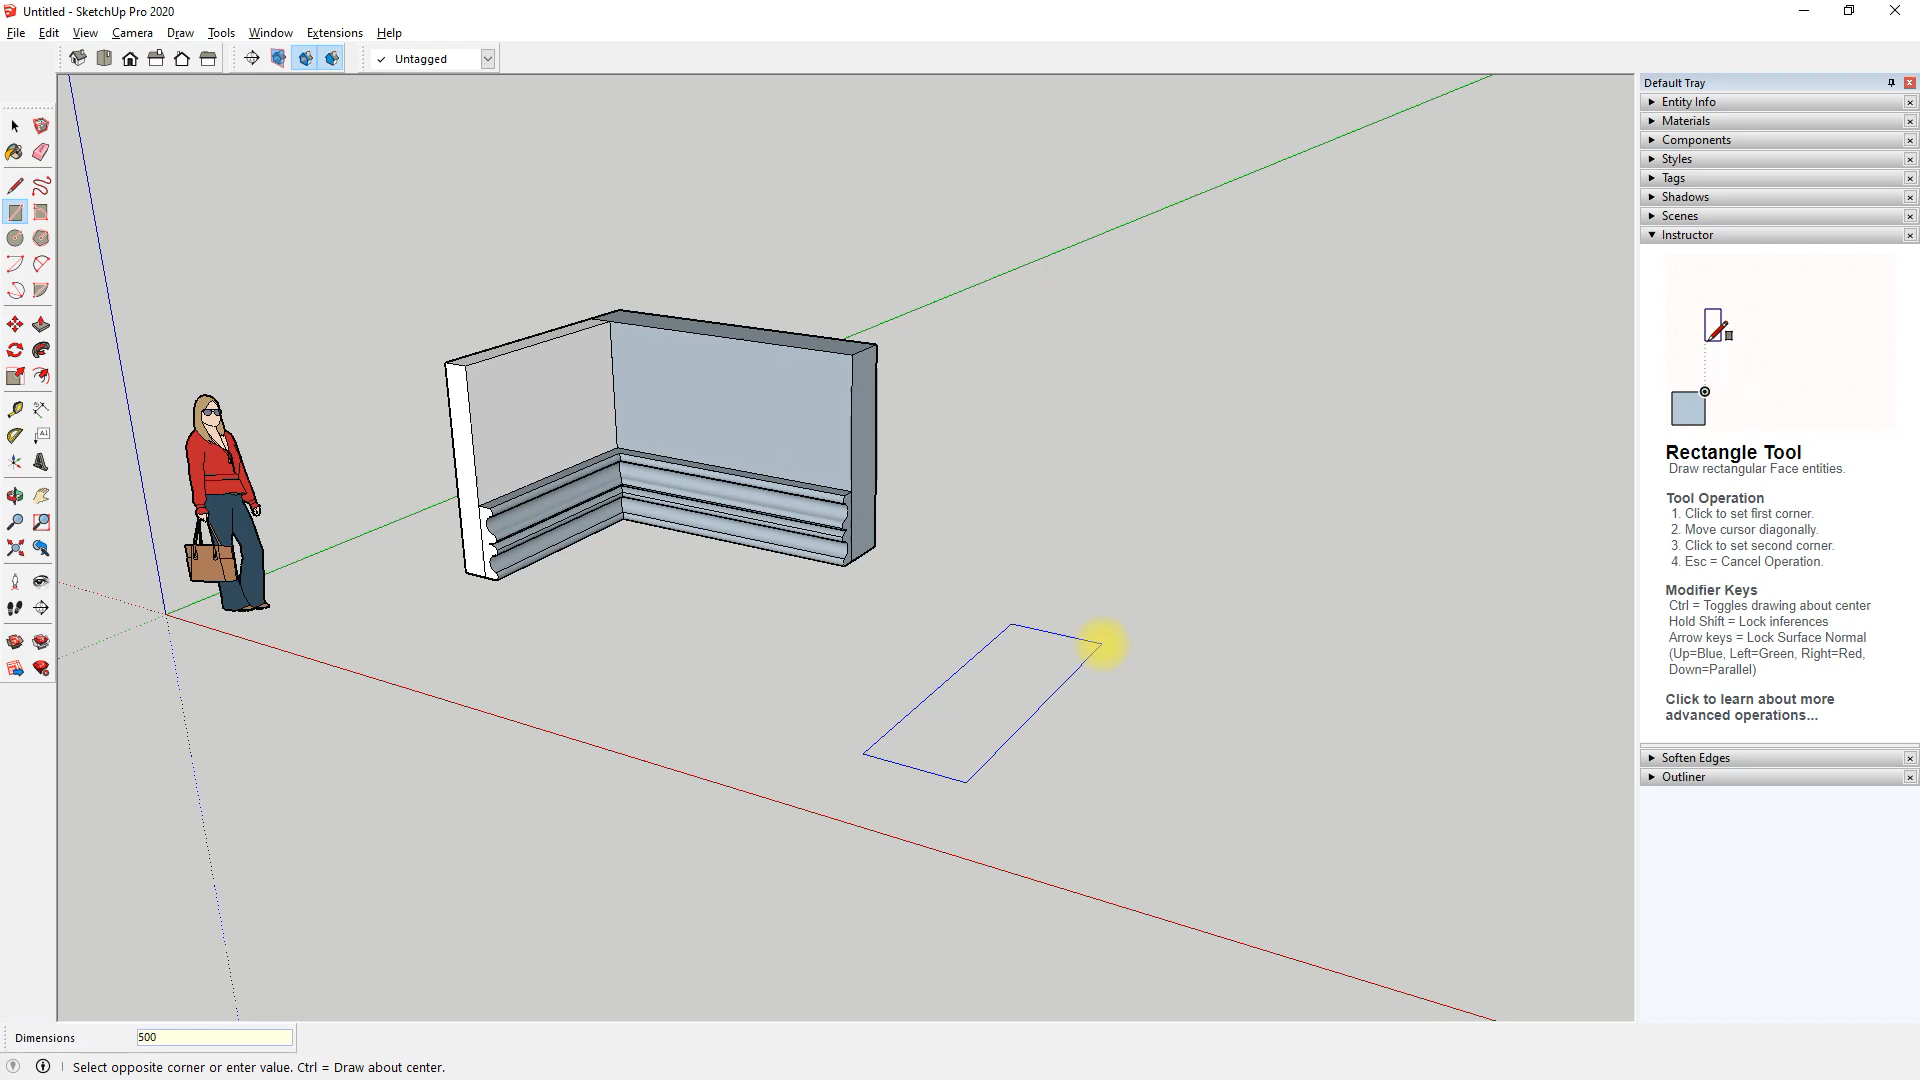 Untitled - SketchUp Pro 2020
File Edit View Camera Draw Tools Window Extensions Help
✓ Untagged
Default Tray
Entity Info
Materials
Components
Styles
Tags
Shadows
Scenes
Instructor
A1
Rectangle Tool
Draw rectangular Face entities.
Tool Operation
1. Click to set first corner.
2. Move cursor diagonally.
3. Click to set second corner.
4. Esc = Cancel Operation.
Modifier Keys
Ctrl = Toggles drawing about center
Hold Shift = Lock inferences
Arrow keys = Lock Surface Normal
(Up=Blue, Left=Green, Right=Red,
Down=Parallel)
Click to learn about more
advanced operations...
Soften Edges
Outliner
Dimensions 500
Select opposite corner or enter value. Ctrl = Draw about center.